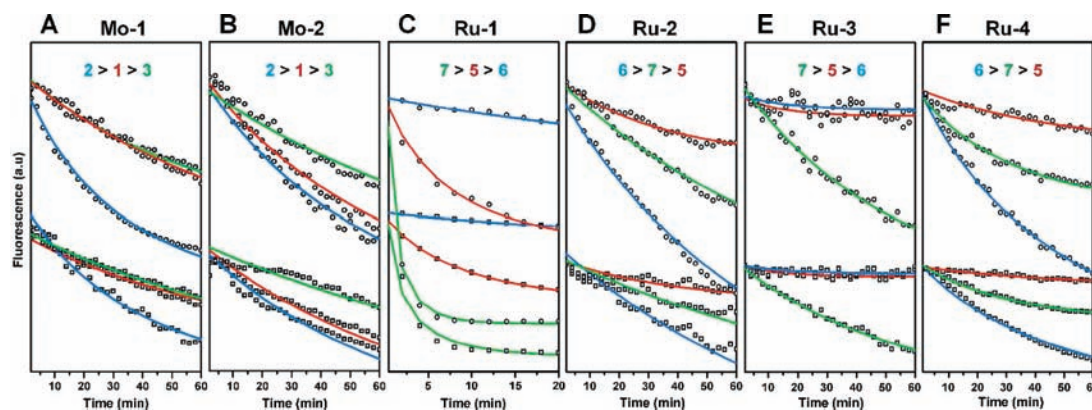 A Mo-1
B Mo-2
C Ru-1
D Ru-2
E Ru-3
F Ru-4
2 > 1 > 3
2 > 1 > 3
7 > 5 > 6
6 > 7 > 5
7 > 5 > 6
6 > 7 > 5
Fluorescence (a.u)
10 20 30 40 50 60
10 20 30 40 50 60
5 10 15 20
10 20 30 40 50 60
10 20 30 40 50 60
10 20 30 40 50 60
Time (min)
Time (min)
Time (min)
Time (min)
Time (min)
Time (min)